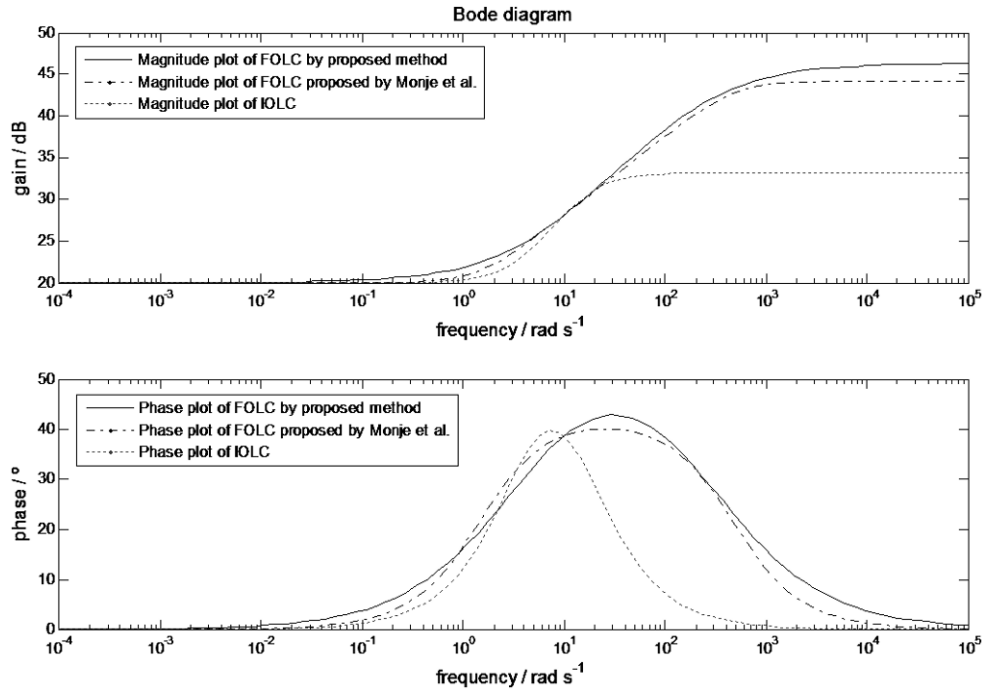 Bode diagram
50
45
40
35
30
25
20
gain / dB
Magnitude plot of FOLC by proposed method
Magnitude plot of FOLC proposed by Monje et al.
Magnitude plot of IOLC
10⁻⁴ 10⁻³ 10⁻² 10⁻¹ 10⁰ 10¹ 10² 10³ 10⁴ 10⁵
frequency / rad s⁻¹
50
40
30
20
10
0
phase / º
Phase plot of FOLC by proposed method
Phase plot of FOLC proposed by Monje et al.
Phase plot of IOLC
10⁻⁴ 10⁻³ 10⁻² 10⁻¹ 10⁰ 10¹ 10² 10³ 10⁴ 10⁵
frequency / rad s⁻¹